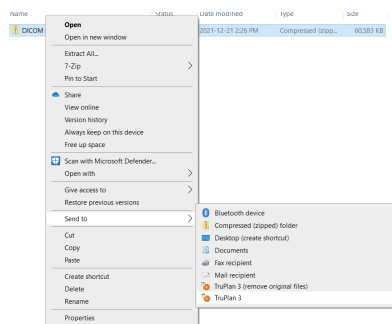 Name Status Date modified Type Size
DICOM 2021-12-21 2:26 PM Compressed (zipp... 60,583 KB
Open
Open in new window
Extract All...
7-Zip
Pin to Start
Share
View online
Version history
Always keep on this device
Free up space
Scan with Microsoft Defender...
Open with
Give access to
Restore previous versions
Send to
Cut
Copy
Paste
Create shortcut
Delete
Rename
Properties
Bluetooth device
Compressed (zipped) folder
Desktop (create shortcut)
Documents
Fax recipient
Mail recipient
TruPlan 3 (remove original files)
TruPlan 3